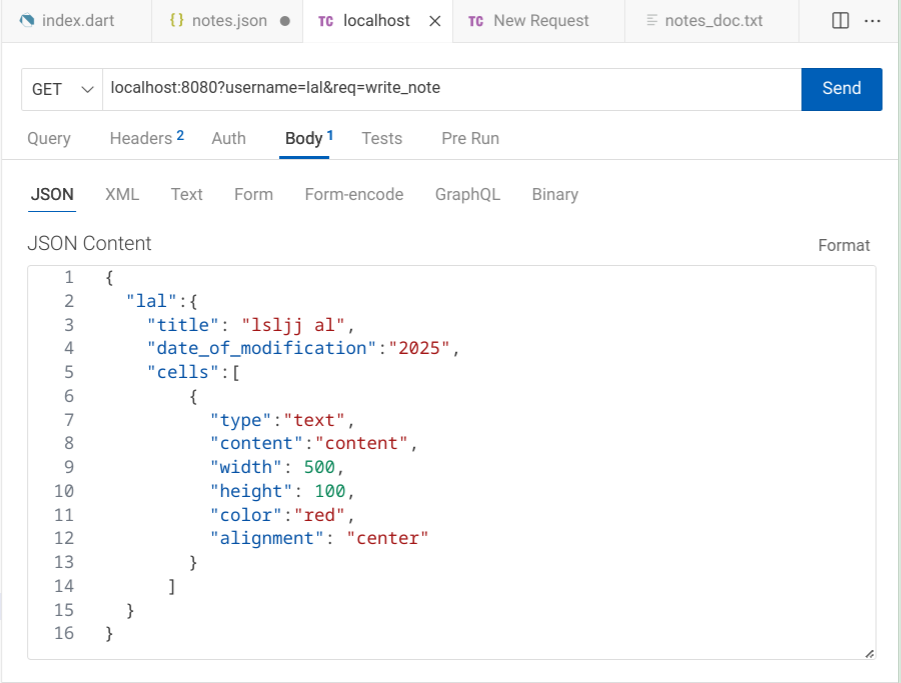 index.dart {} notes.json TC localhost TC New Request notes_doc.txt
GET localhost:8080?username=lal&req=write_note Send
Query Headers 2 Auth Body 1 Tests Pre Run
JSON XML Text Form Form-encode GraphQL Binary
JSON Content Format
1 {
2 "lal":{
3 "title": "lsljj al",
4 "date_of_modification":"2025",
5 "cells":[
6 {
7 "type":"text",
8 "content":"content",
9 "width": 500,
10 "height": 100,
11 "color":"red",
12 "alignment": "center"
13 }
14 ]
15 }
16 }